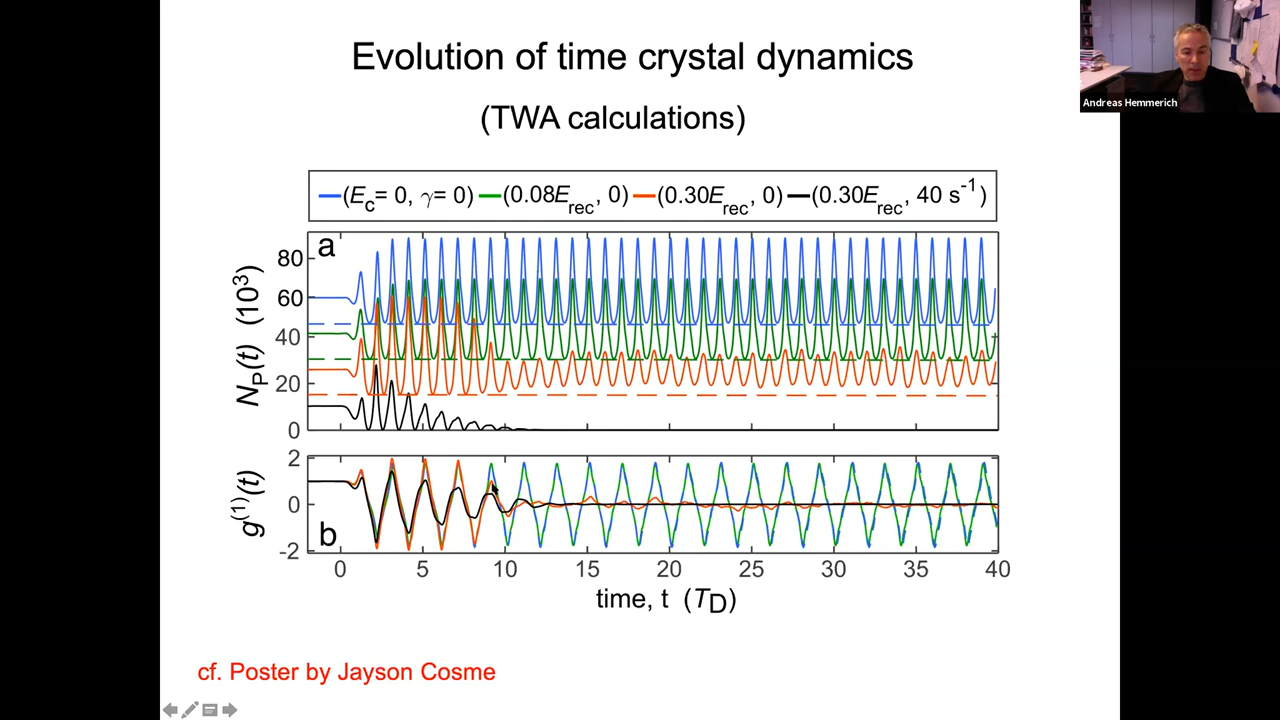 Evolution of time crystal dynamics
(TWA calculations)
Andreas Hemmerich
(E_c= 0, γ= 0) (0.08E_rec, 0) (0.30E_rec, 0) (0.30E_rec, 40 s⁻¹)
a
80
60
40
20
0
N_P(t) (10³)
b
2
0
-2
g⁽¹⁾(t)
0 5 10 15 20 25 30 35 40
time, t (T_D)
cf. Poster by Jayson Cosme